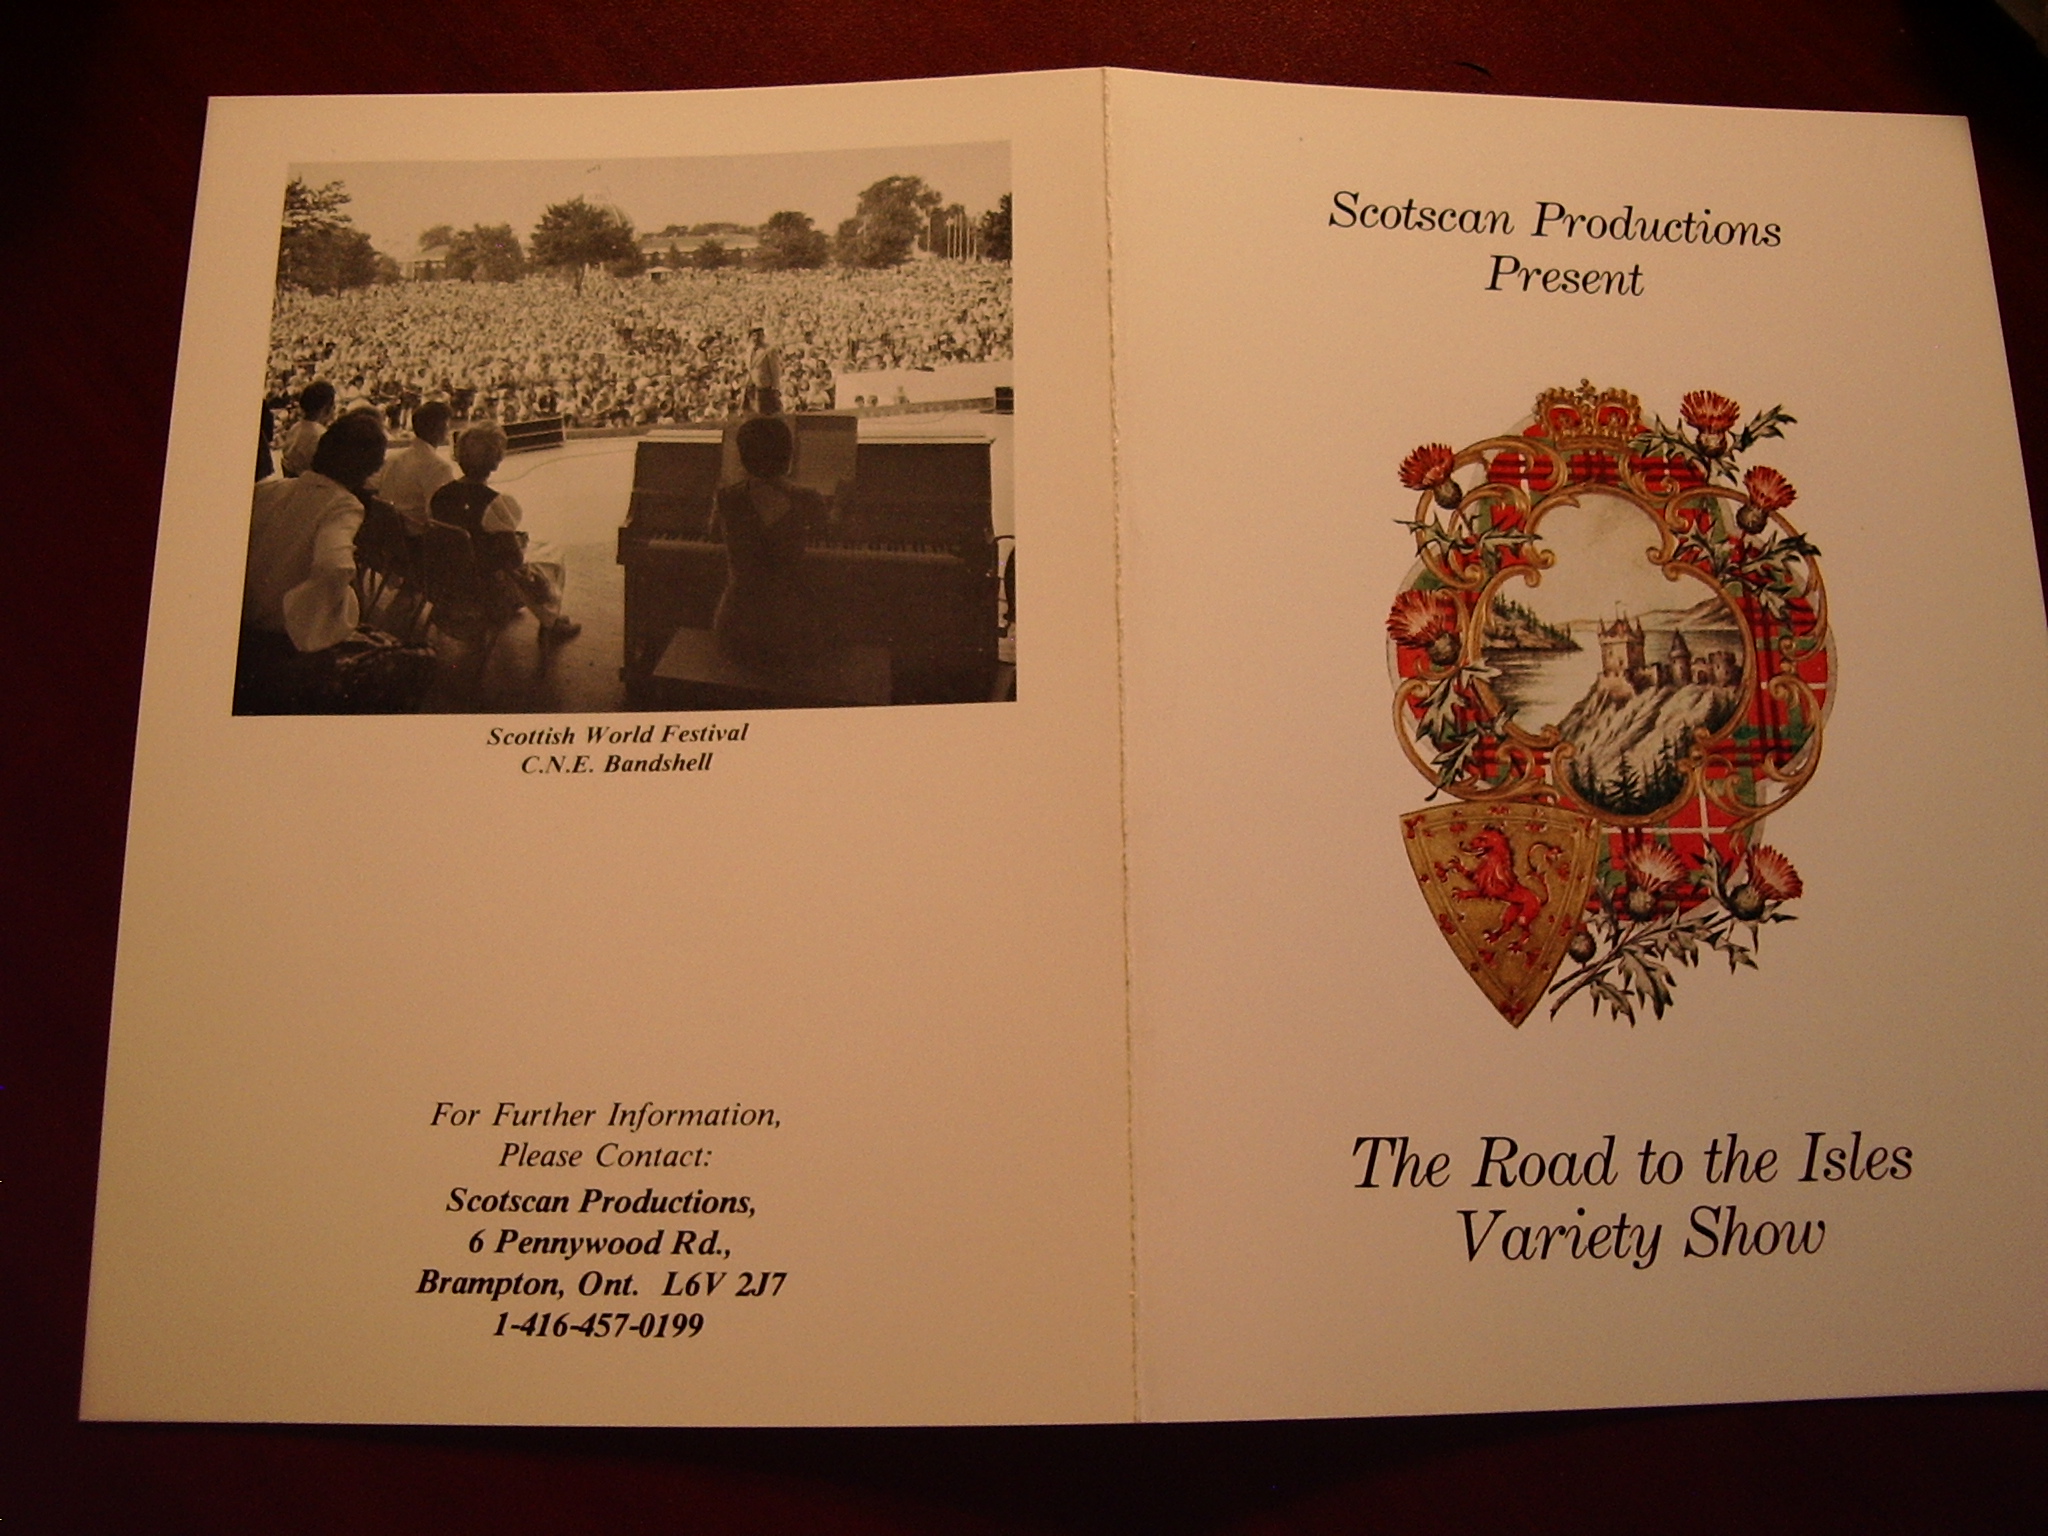 Scottish World Festival
C.N.E. Bandshell
For Further Information,
Please Contact:
Scotscan Productions,
6 Pennywood Rd.,
Brampton, Ont. L6V 2J7
1-416-457-0199
Scotscan Productions
Present
The Road to the Isles
Variety Show